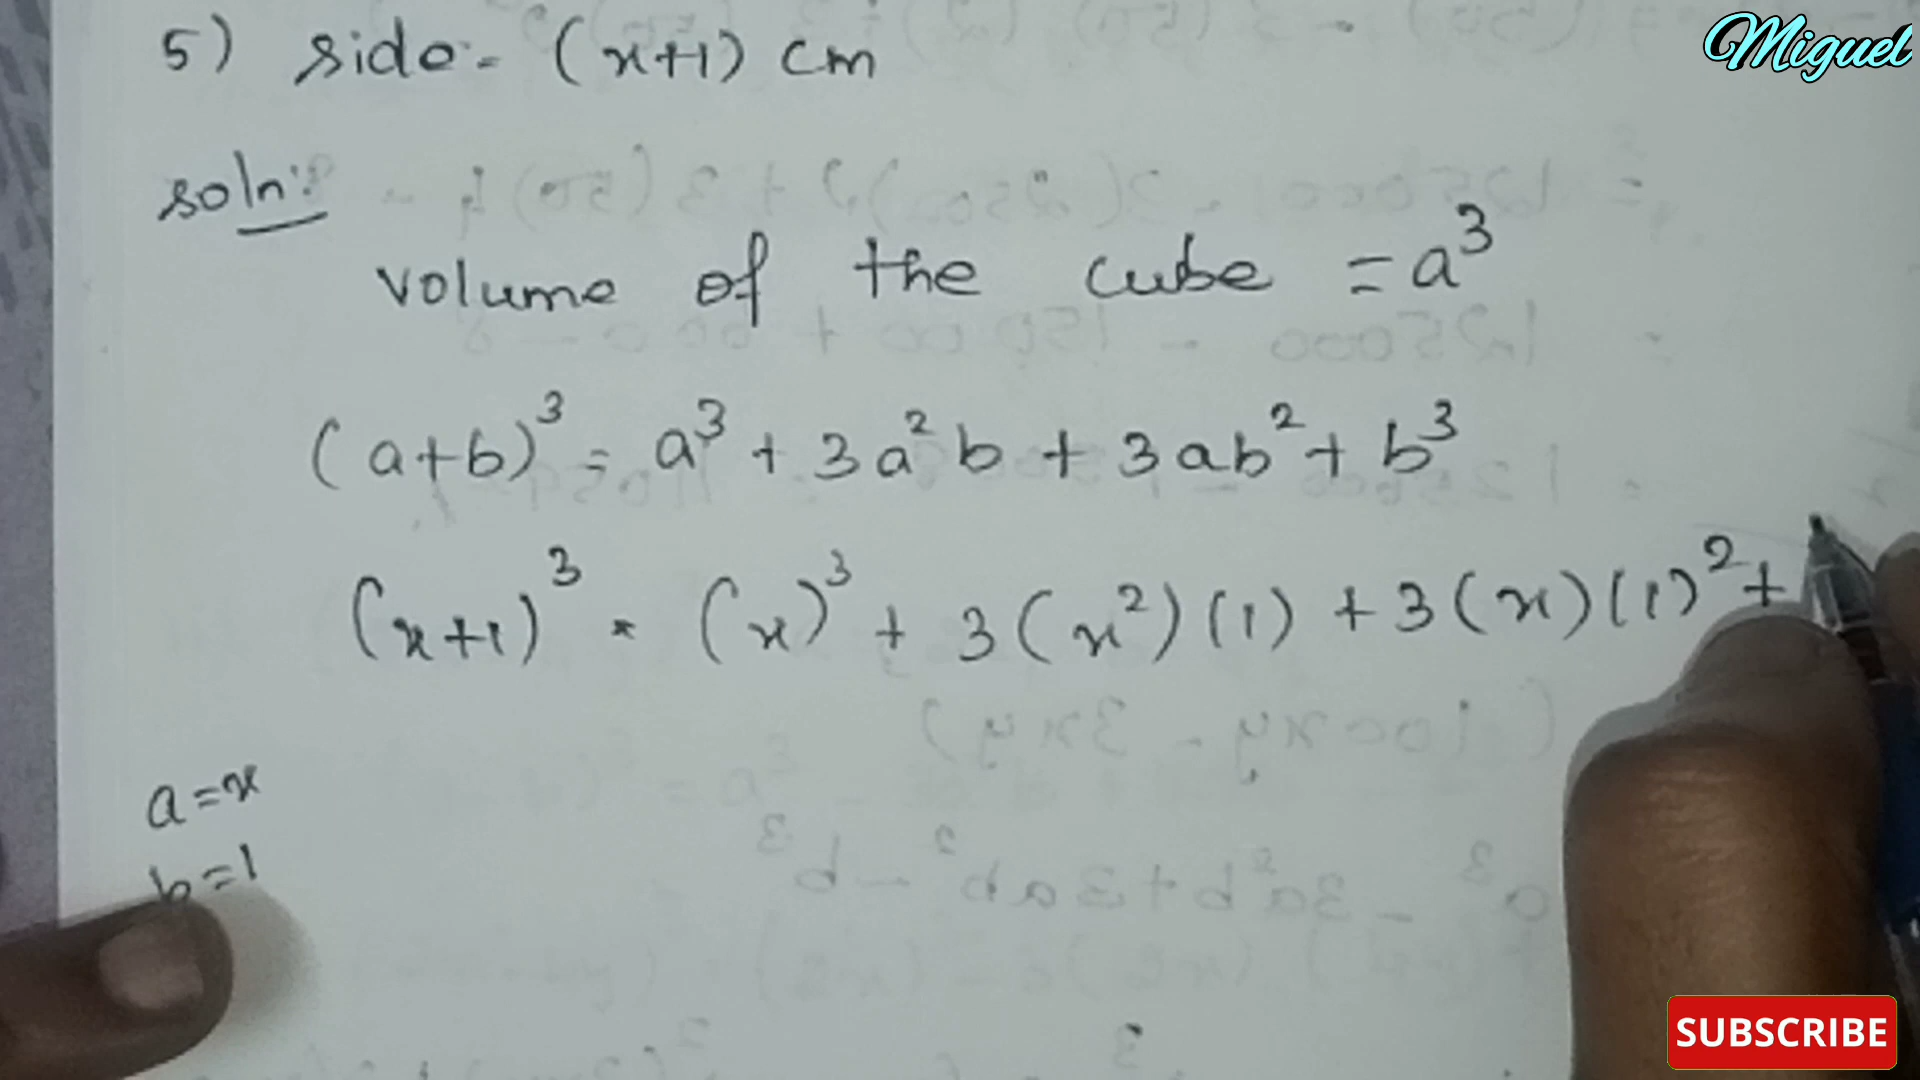 Miguel
5) side = (x+1) cm
soln:
volume of the cube = a³
(a+b)³ = a³ + 3a²b + 3ab² + b³
(x+1)³ = (x)³ + 3(x²)(1) + 3(x)(1)² +
a=x
b=1
SUBSCRIBE